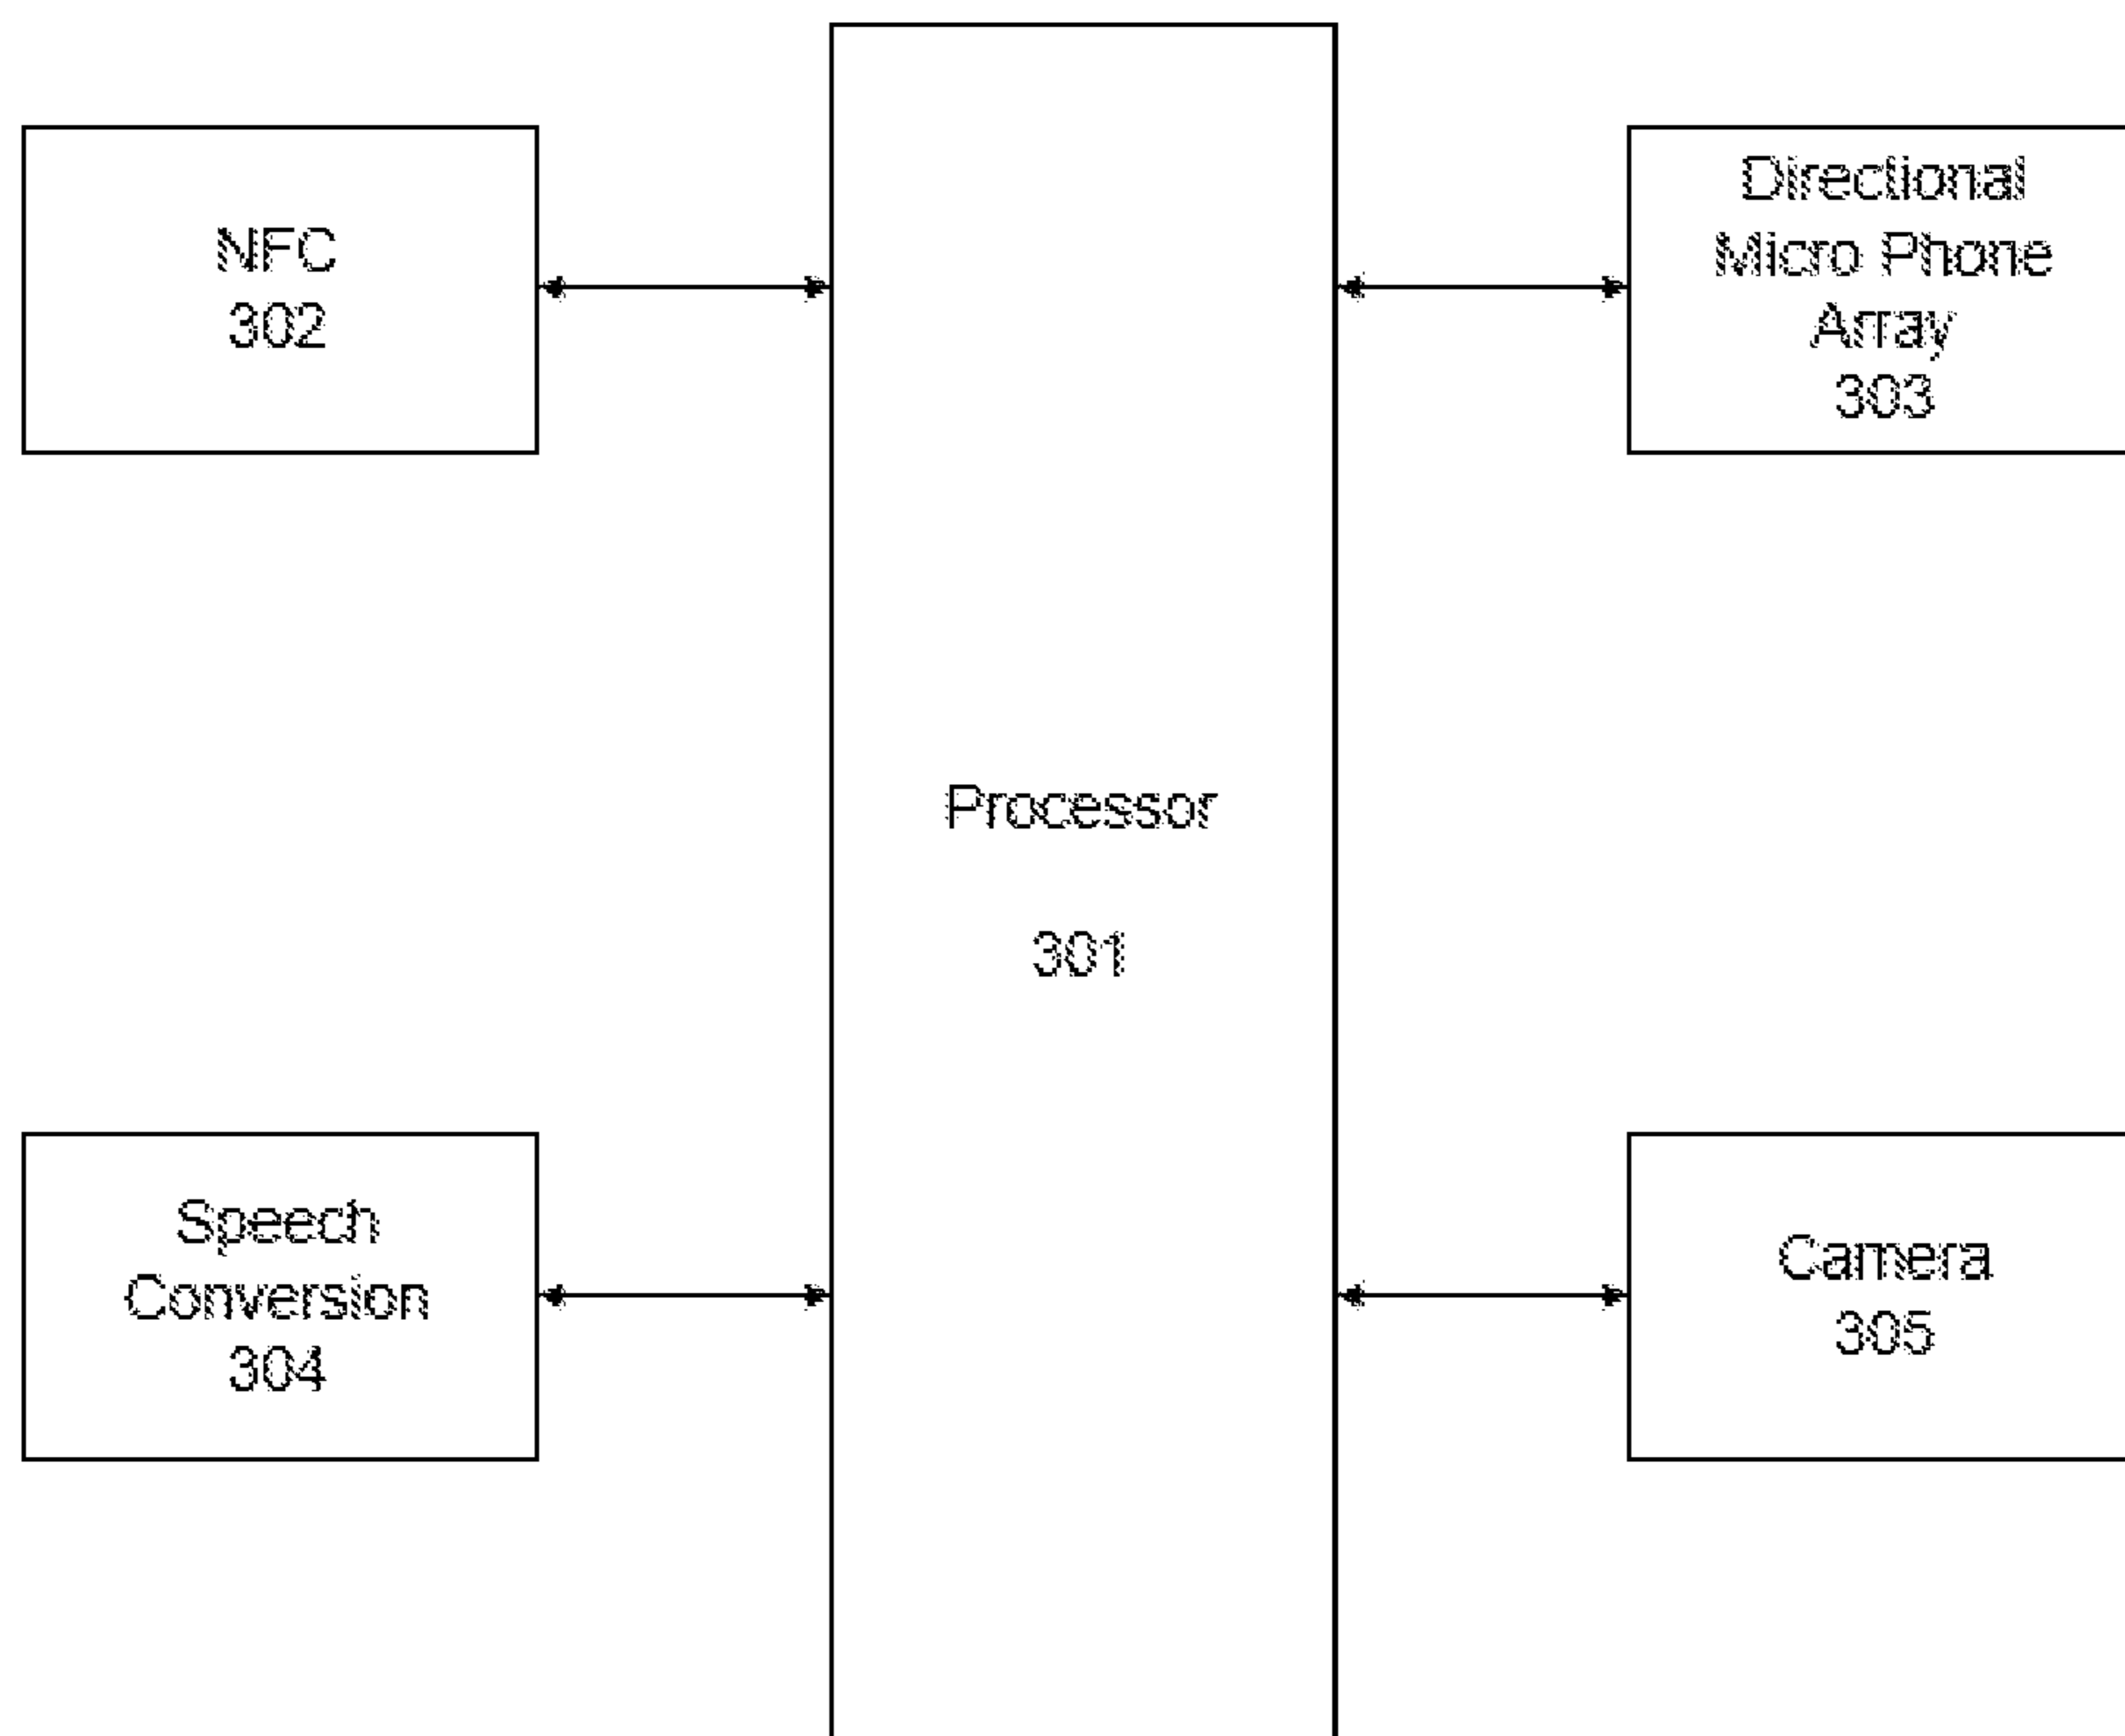 NFC
302
Directional
Micro Phone
Array
303
Processor
301
Speech
Conversion
304
Camera
305